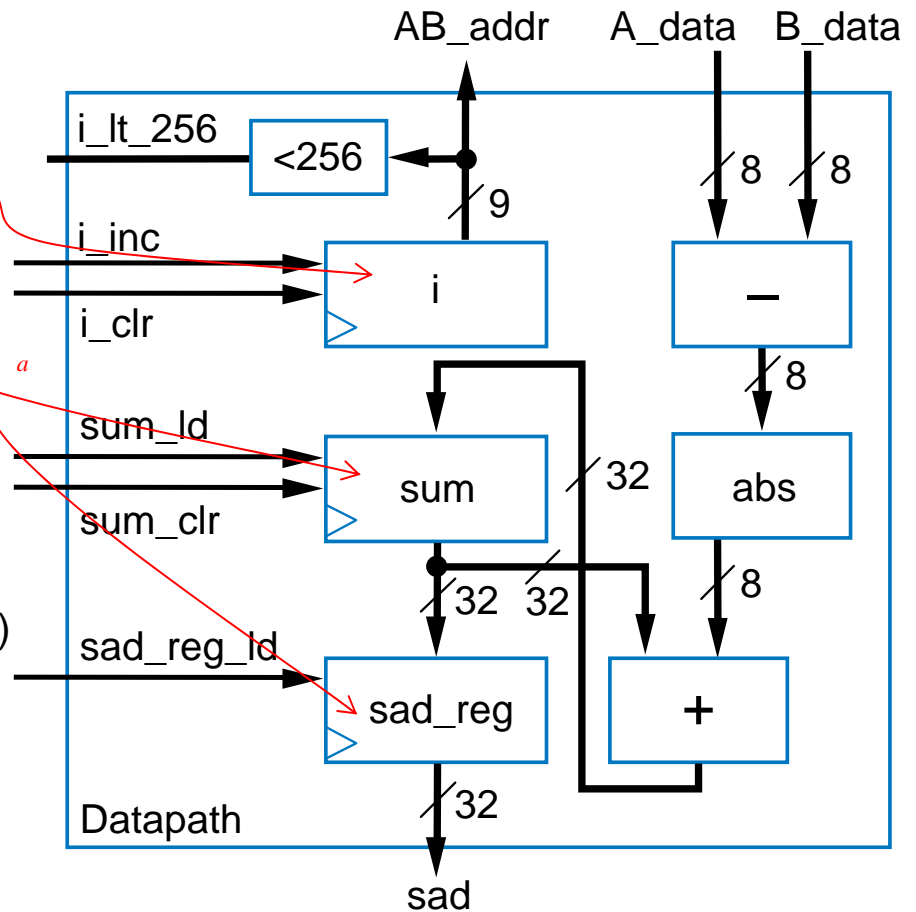 AB_addr A_data B_data
i_lt_256 <256
8 8
9
i_inc
i –
i_clr
a
8
sum_ld
sum 32 abs
sum_clr
32 32 8
)
sad_reg_ld
sad_reg +
32
Datapath
sad